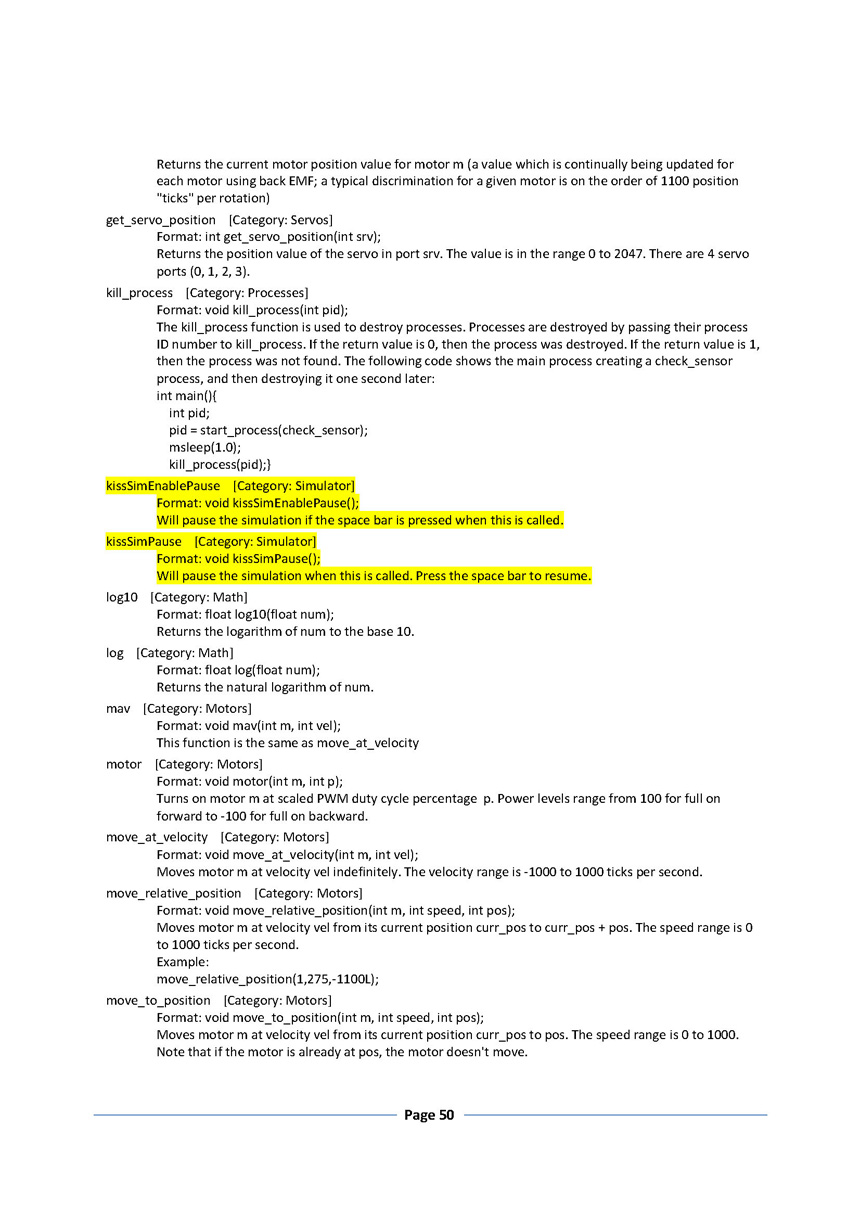 Returns the current motor position value for motor m (a value which is continually being updated for
each motor using back EMF; a typical discrimination for a given motor is on the order of 1100 position
"ticks" per rotation)
get_servo_position [Category: Servos]
Format: int get_servo_position(int srv);
Returns the position value of the servo in port srv. The value is in the range 0 to 2047. There are 4 servo
ports (0, 1, 2, 3).
kill_process [Category: Processes]
Format: void kill_process(int pid);
The kill_process function is used to destroy processes. Processes are destroyed by passing their process
ID number to kill_process. If the return value is 0, then the process was destroyed. If the return value is 1,
then the process was not found. The following code shows the main process creating a check_sensor
process, and then destroying it one second later:
int main(){
int pid;
pid = start_process(check_sensor);
msleep(1.0);
kill_process(pid);}
kissSimEnablePause [Category: Simulator]
Format: void kissSimEnablePause();
Will pause the simulation if the space bar is pressed when this is called.
kissSimPause [Category: Simulator]
Format: void kissSimPause();
Will pause the simulation when this is called. Press the space bar to resume.
log10 [Category: Math]
Format: float log10(float num);
Returns the logarithm of num to the base 10.
log [Category: Math]
Format: float log(float num);
Returns the natural logarithm of num.
mav [Category: Motors]
Format: void mav(int m, int vel);
This function is the same as move_at_velocity
motor [Category: Motors]
Format: void motor(int m, int p);
Turns on motor m at scaled PWM duty cycle percentage p. Power levels range from 100 for full on
forward to -100 for full on backward.
move_at_velocity [Category: Motors]
Format: void move_at_velocity(int m, int vel);
Moves motor m at velocity vel indefinitely. The velocity range is -1000 to 1000 ticks per second.
move_relative_position [Category: Motors]
Format: void move_relative_position(int m, int speed, int pos);
Moves motor m at velocity vel from its current position curr_pos to curr_pos + pos. The speed range is 0
to 1000 ticks per second.
Example:
move_relative_position(1,275,-1100L);
move_to_position [Category: Motors]
Format: void move_to_position(int m, int speed, int pos);
Moves motor m at velocity vel from its current position curr_pos to pos. The speed range is 0 to 1000.
Note that if the motor is already at pos, the motor doesn't move.
Page 50